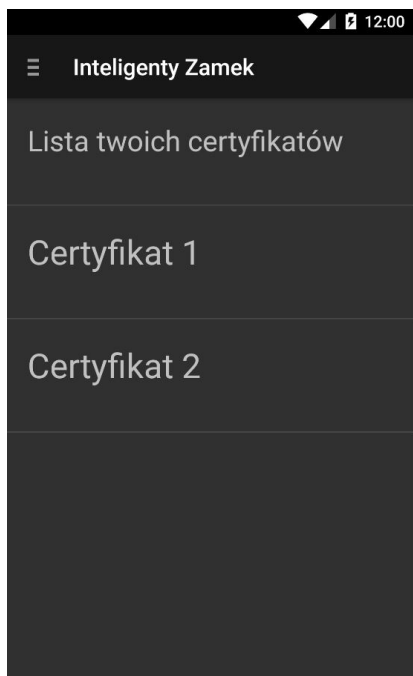 12:00
Inteligenty Zamek
Lista twoich certyfikatów
Certyfikat 1
Certyfikat 2